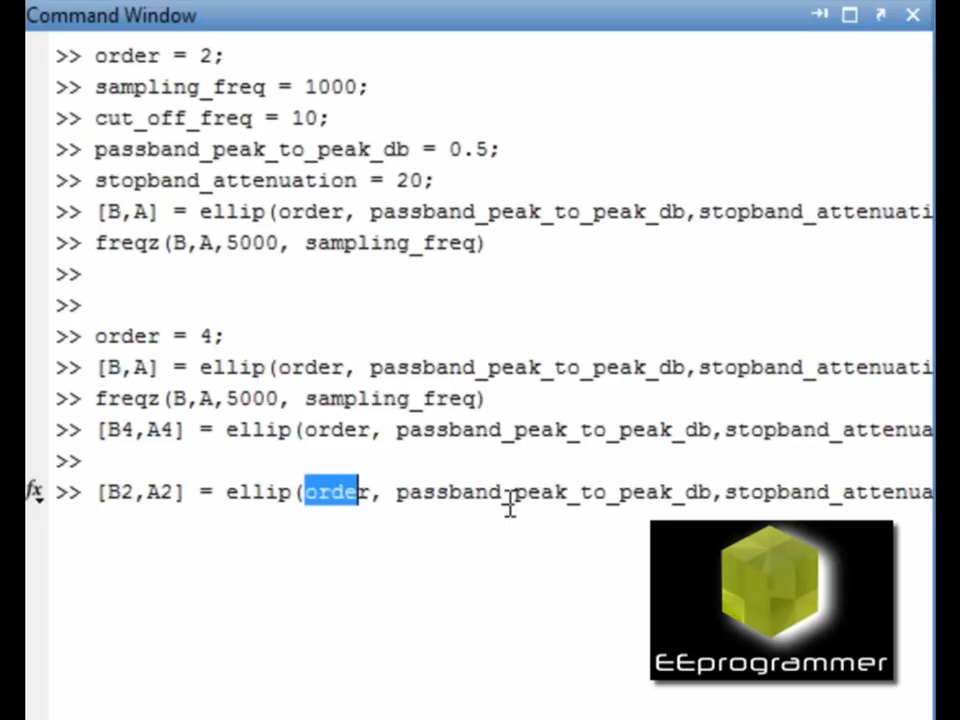 Command Window
>> order = 2;
>> sampling_freq = 1000;
>> cut_off_freq = 10;
>> passband_peak_to_peak_db = 0.5;
>> stopband_attenuation = 20;
>> [B,A] = ellip(order, passband_peak_to_peak_db,stopband_attenuati
>> freqz(B,A,5000, sampling_freq)
>>
>>
>> order = 4;
>> [B,A] = ellip(order, passband_peak_to_peak_db,stopband_attenuati
>> freqz(B,A,5000, sampling_freq)
>> [B4,A4] = ellip(order, passband_peak_to_peak_db,stopband_attenua
>>
fx >> [B2,A2] = ellip(order, passband_peak_to_peak_db,stopband_attenua
EEprogrammer